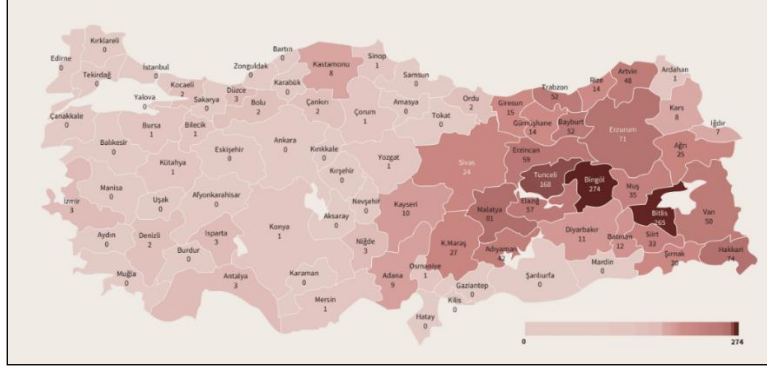 Kırklareli
0
Edirne
0
Tekirdağ
0
İstanbul
0
Kocaeli
2
Yalova
0
Sakarya
0
Düzce
3
Zonguldak
0
Bartın
0
Karabük
0
Bolu
2
Kastamonu
8
Çankırı
2
Sinop
1
Samsun
0
Çorum
1
Amasya
0
Tokat
0
Ordu
2
Giresun
15
Gümüşhane
14
Trabzon
52
Bayburt
52
Rize
14
Artvin
48
Ardahan
1
Kars
8
Iğdır
7
Erzurum
71
Ağrı
25
Çanakkale
0
Balıkesir
0
Bursa
1
Bilecik
1
Eskişehir
0
Kütahya
1
Ankara
0
Kırıkkale
0
Kırşehir
0
Yozgat
1
Sivas
24
Erzincan
59
Tunceli
168
Bingöl
274
Muş
35
Bitlis
265
Van
50
Manisa
0
İzmir
3
Uşak
0
Afyonkarahisar
0
Aksaray
0
Nevşehir
0
Kayseri
10
Malatya
81
Elazığ
57
Diyarbakır
11
Batman
12
Siirt
33
Şırnak
Hakkari
74
Aydın
0
Denizli
2
Isparta
3
Burdur
0
Konya
1
Niğde
3
K.Maraş
27
Adıyaman
42
Mardin
0
Muğla
0
Antalya
3
Karaman
0
Mersin
1
Adana
9
Osmaniye
1
Gaziantep
0
Kilis
0
Şanlıurfa
0
Hatay
0
0
274